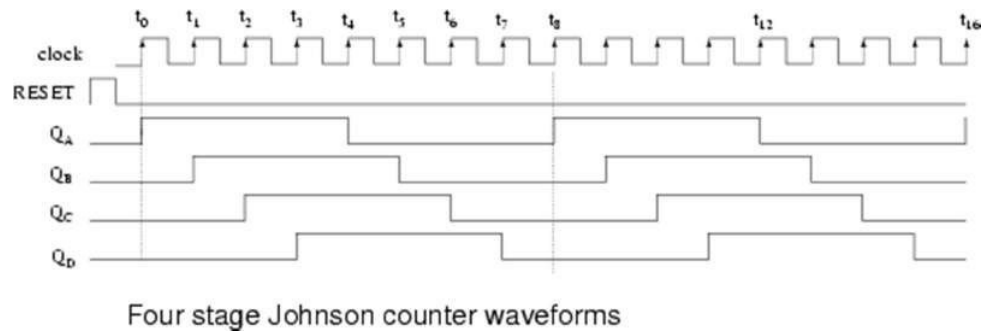 t0 t1 t2 t3 t4 t5 t6 t7 t8 t12 t16
clock
RESET
QA
QB
QC
QD
Four stage Johnson counter waveforms